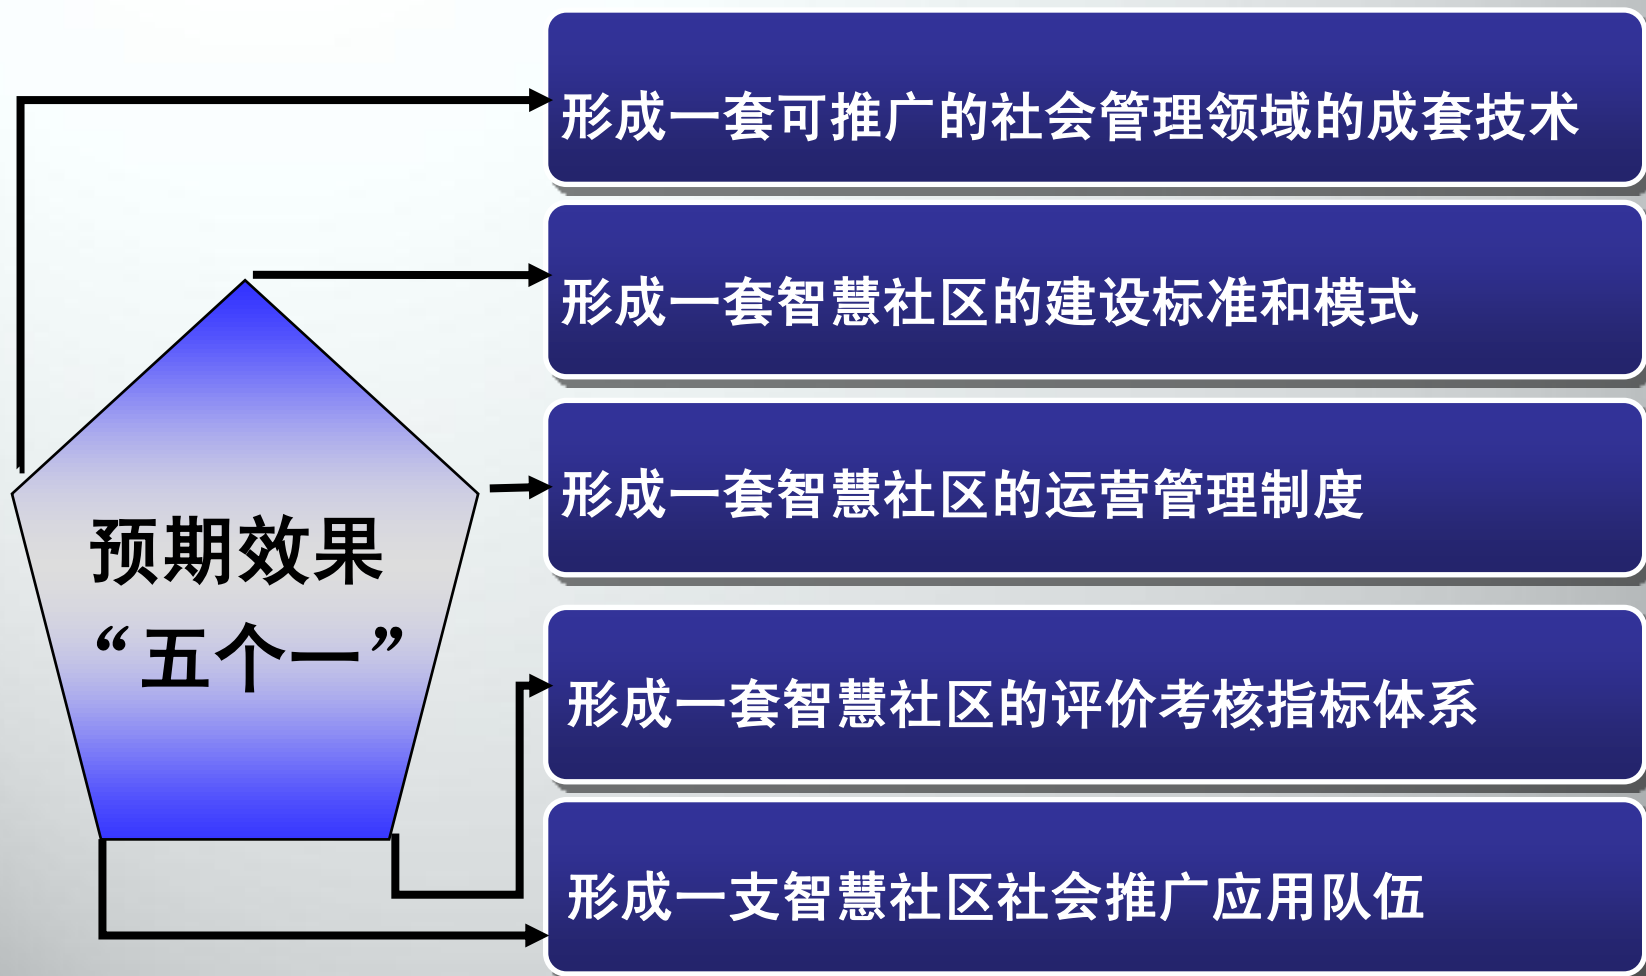 形成一套可推广的社会管理领域的成套技术
形成一套智慧社区的建设标准和模式
形成一套智慧社区的运营管理制度
预期效果
“五个一”
形成一套智慧社区的评价考核指标体系
形成一支智慧社区社会推广应用队伍